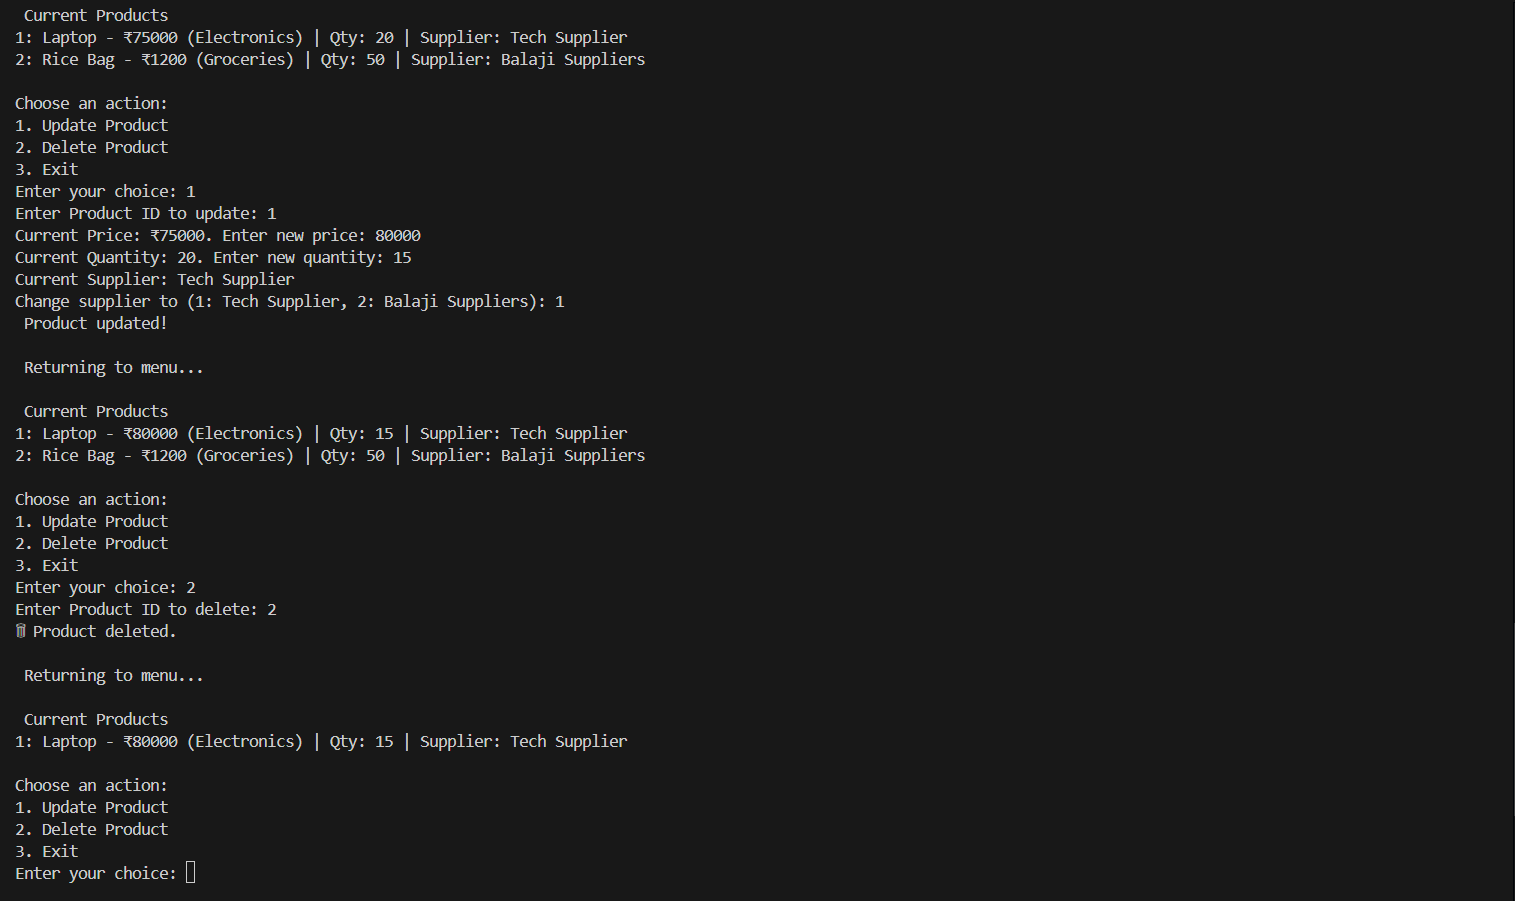 Current Products
1: Laptop - ₹75000 (Electronics) | Qty: 20 | Supplier: Tech Supplier
2: Rice Bag - ₹1200 (Groceries) | Qty: 50 | Supplier: Balaji Suppliers
Choose an action:
1. Update Product
2. Delete Product
3. Exit
Enter your choice: 1
Enter Product ID to update: 1
Current Price: ₹75000. Enter new price: 80000
Current Quantity: 20. Enter new quantity: 15
Current Supplier: Tech Supplier
Change supplier to (1: Tech Supplier, 2: Balaji Suppliers): 1
Product updated!
Returning to menu...
Current Products
1: Laptop - ₹80000 (Electronics) | Qty: 15 | Supplier: Tech Supplier
2: Rice Bag - ₹1200 (Groceries) | Qty: 50 | Supplier: Balaji Suppliers
Choose an action:
1. Update Product
2. Delete Product
3. Exit
Enter your choice: 2
Enter Product ID to delete: 2
🗑 Product deleted.
Returning to menu...
Current Products
1: Laptop - ₹80000 (Electronics) | Qty: 15 | Supplier: Tech Supplier
Choose an action:
1. Update Product
2. Delete Product
3. Exit
Enter your choice: